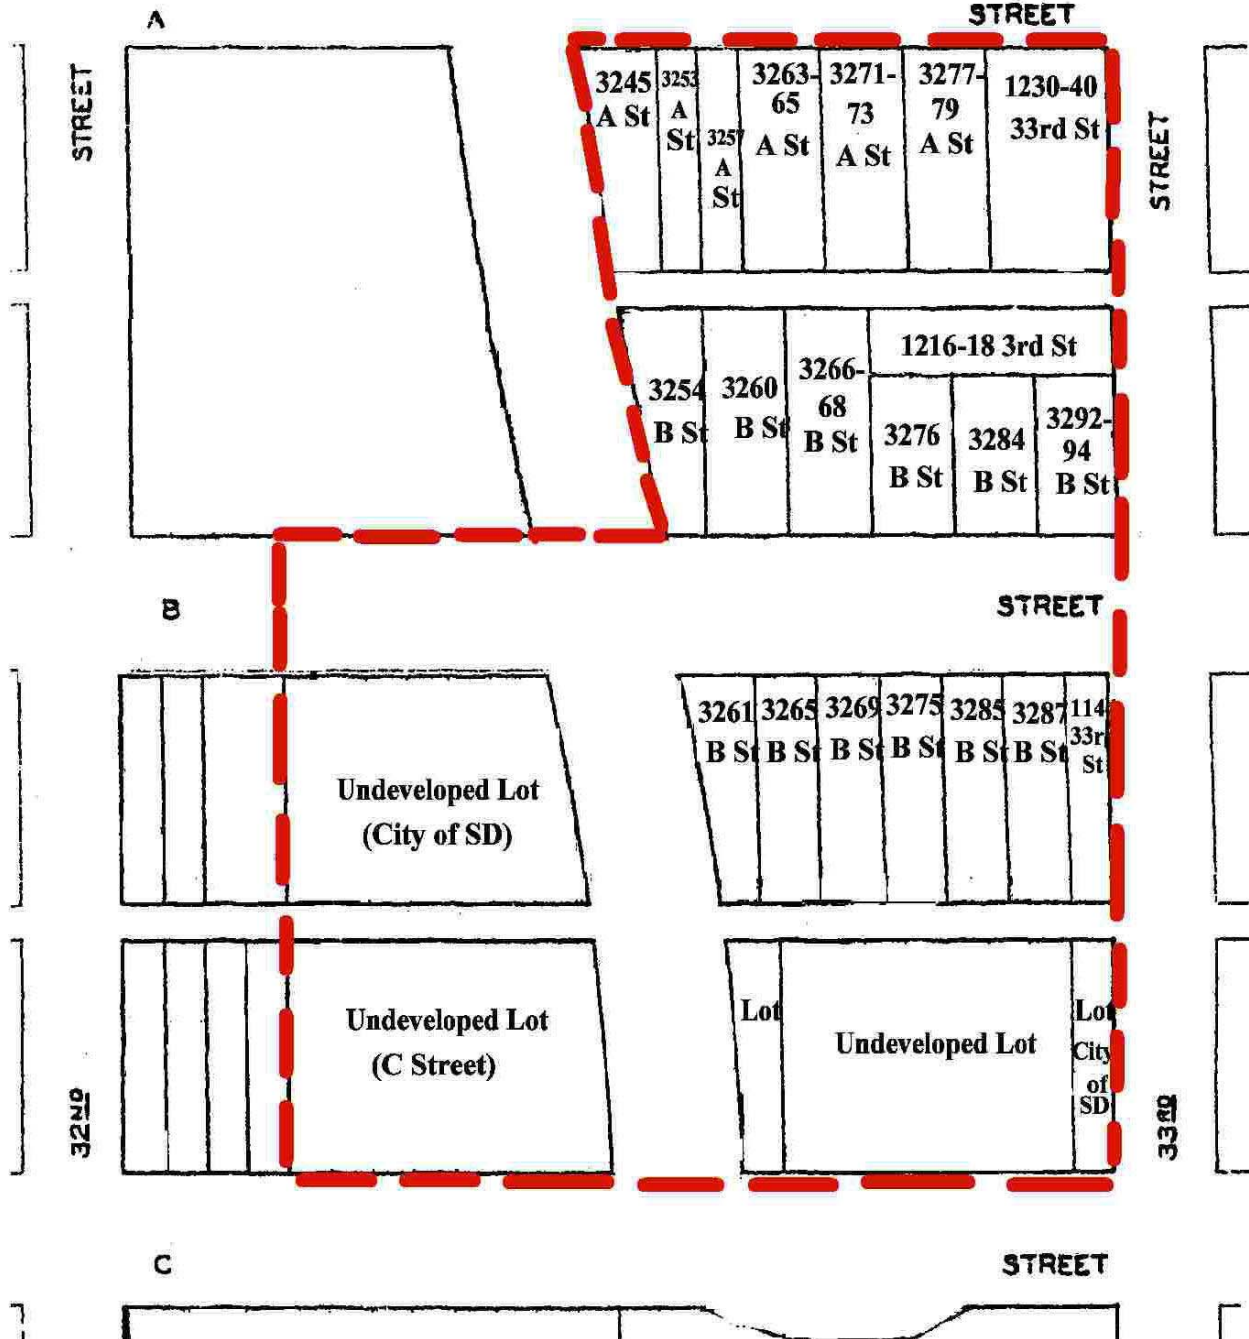 A
STREET
STREET
STREET
3245
A St
3253
A
St
3257
A
St
3263-
65
A St
3271-
73
A St
3277-
79
A St
1230-40
33rd St
1216-18 3rd St
3254
B St
3260
B St
3266-
68
B St
3276
B St
3284
B St
3292-
94
B St
B
STREET
3261
B St
3265
B St
3269
B St
3275
B St
3285
B St
3287
B St
114
33r
St
Undeveloped Lot
(City of SD)
Undeveloped Lot
(C Street)
Lot
Undeveloped Lot
Lot
City
of
SD
32ND
33RD
C
STREET